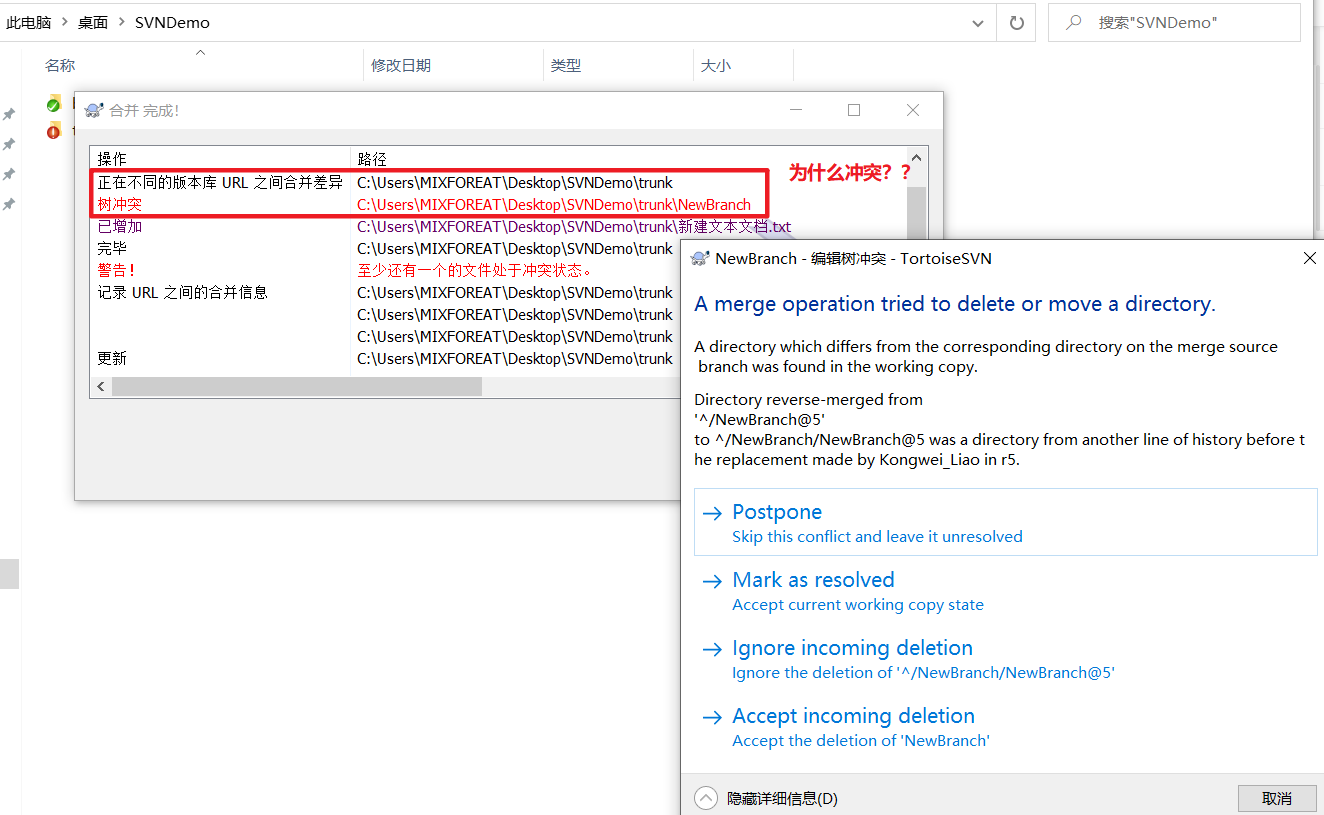 此电脑 > 桌面 > SVNDemo
搜索"SVNDemo"
名称 修改日期 类型 大小
合并 完成!
操作 路径
为什么冲突？？
正在不同的版本库 URL 之间合并差异 C:\Users\MIXFOREAT\Desktop\SVNDemo\trunk
树冲突 C:\Users\MIXFOREAT\Desktop\SVNDemo\trunk\NewBranch
已增加 C:\Users\MIXFOREAT\Desktop\SVNDemo\trunk\新建文本文档.txt
完毕 C:\Users\MIXFOREAT\Desktop\SVNDemo\trunk
警告! 至少还有一个的文件处于冲突状态。
记录 URL 之间的合并信息 C:\Users\MIXFOREAT\Desktop\SVNDemo\trunk
C:\Users\MIXFOREAT\Desktop\SVNDemo\trunk
C:\Users\MIXFOREAT\Desktop\SVNDemo\trunk
更新 C:\Users\MIXFOREAT\Desktop\SVNDemo\trunk
NewBranch - 编辑树冲突 - TortoiseSVN
A merge operation tried to delete or move a directory.
A directory which differs from the corresponding directory on the merge source
branch was found in the working copy.
Directory reverse-merged from
'^/NewBranch@5'
to ^/NewBranch/NewBranch@5 was a directory from another line of history before t
he replacement made by Kongwei_Liao in r5.
Postpone
Skip this conflict and leave it unresolved
Mark as resolved
Accept current working copy state
Ignore incoming deletion
Ignore the deletion of '^/NewBranch/NewBranch@5'
Accept incoming deletion
Accept the deletion of 'NewBranch'
隐藏详细信息(D)
取消